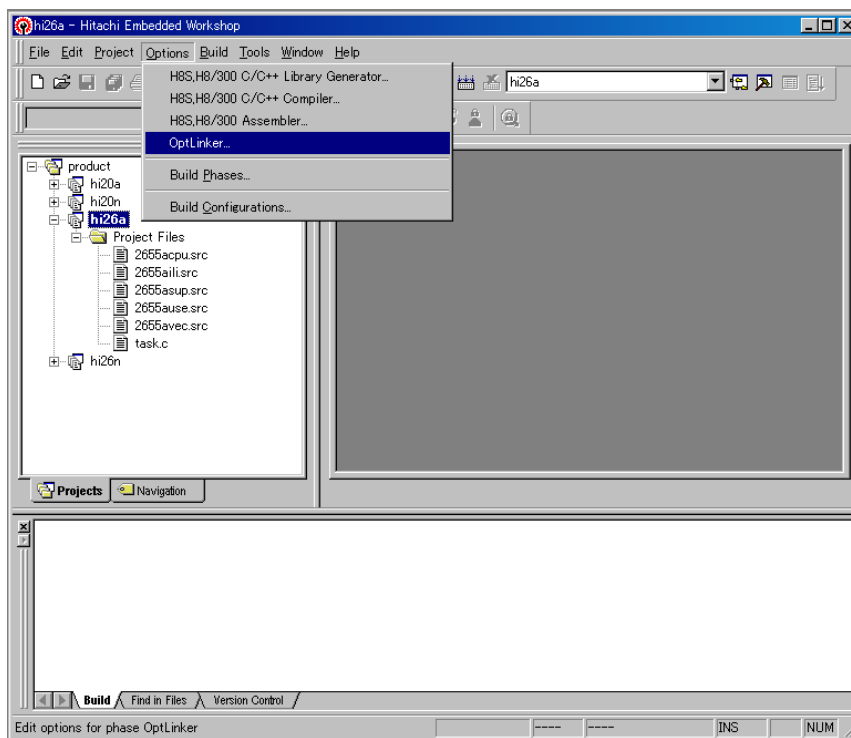 hi26a - Hitachi Embedded Workshop
File Edit Project Options Build Tools Window Help
H8S,H8/300 C/C++ Library Generator...
hi26a
H8S,H8/300 C/C++ Compiler...
H8S,H8/300 Assembler...
OptLinker...
Build Phases...
Build Configurations...
product
hi20a
hi20n
hi26a
Project Files
2655acpu.src
2655aili.src
2655asup.src
2655ause.src
2655avec.src
task.c
hi26n
Projects Navigation
Build Find in Files Version Control
Edit options for phase OptLinker ---- ---- INS NUM